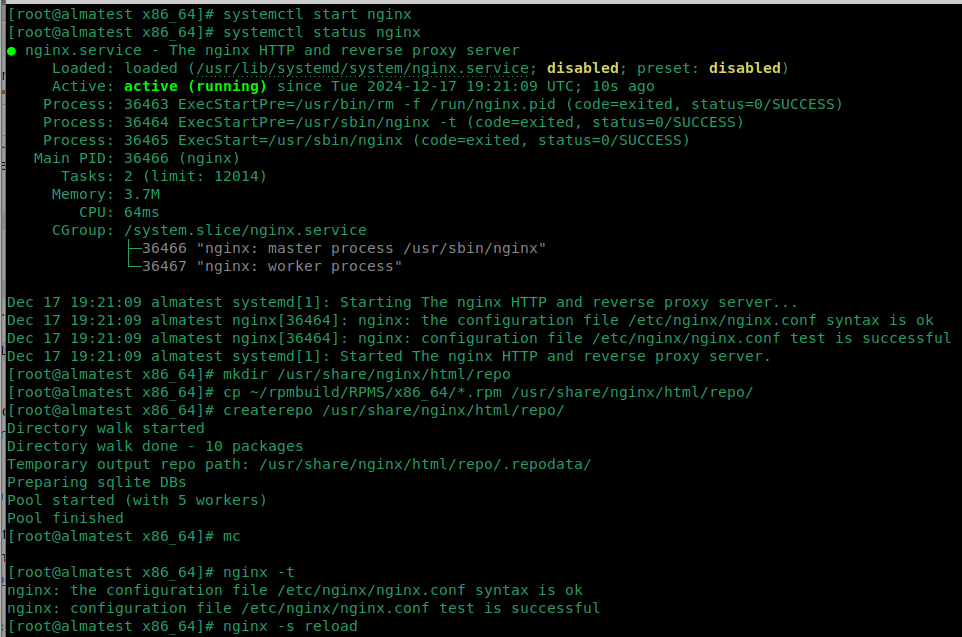 [root@almatest x86_64]# systemctl start nginx
[root@almatest x86_64]# systemctl status nginx
● nginx.service - The nginx HTTP and reverse proxy server
     Loaded: loaded (/usr/lib/systemd/system/nginx.service; disabled; preset: disabled)
     Active: active (running) since Tue 2024-12-17 19:21:09 UTC; 10s ago
    Process: 36463 ExecStartPre=/usr/bin/rm -f /run/nginx.pid (code=exited, status=0/SUCCESS)
    Process: 36464 ExecStartPre=/usr/sbin/nginx -t (code=exited, status=0/SUCCESS)
    Process: 36465 ExecStart=/usr/sbin/nginx (code=exited, status=0/SUCCESS)
   Main PID: 36466 (nginx)
      Tasks: 2 (limit: 12014)
     Memory: 3.7M
        CPU: 64ms
     CGroup: /system.slice/nginx.service
             ├─36466 "nginx: master process /usr/sbin/nginx"
             └─36467 "nginx: worker process"

Dec 17 19:21:09 almatest systemd[1]: Starting The nginx HTTP and reverse proxy server...
Dec 17 19:21:09 almatest nginx[36464]: nginx: the configuration file /etc/nginx/nginx.conf syntax is ok
Dec 17 19:21:09 almatest nginx[36464]: nginx: configuration file /etc/nginx/nginx.conf test is successful
Dec 17 19:21:09 almatest systemd[1]: Started The nginx HTTP and reverse proxy server.
[root@almatest x86_64]# mkdir /usr/share/nginx/html/repo
[root@almatest x86_64]# cp ~/rpmbuild/RPMS/x86_64/*.rpm /usr/share/nginx/html/repo/
[root@almatest x86_64]# createrepo /usr/share/nginx/html/repo/
Directory walk started
Directory walk done - 10 packages
Temporary output repo path: /usr/share/nginx/html/repo/.repodata/
Preparing sqlite DBs
Pool started (with 5 workers)
Pool finished
[root@almatest x86_64]# mc

[root@almatest x86_64]# nginx -t
nginx: the configuration file /etc/nginx/nginx.conf syntax is ok
nginx: configuration file /etc/nginx/nginx.conf test is successful
[root@almatest x86_64]# nginx -s reload